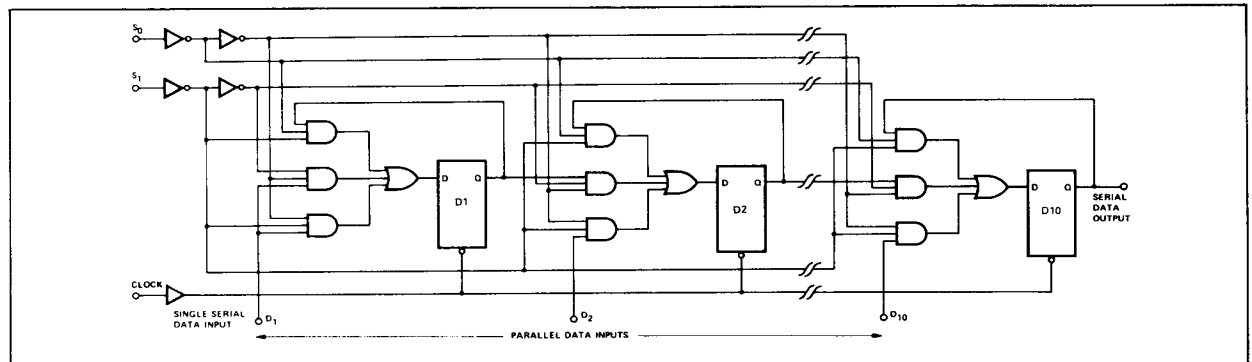 S0
S1
D Q
D1
D Q
D2
D Q
D10
SERIAL
DATA
OUTPUT
CLOCK
SINGLE SERIAL
DATA INPUT
D1
D2
D10
PARALLEL DATA INPUTS